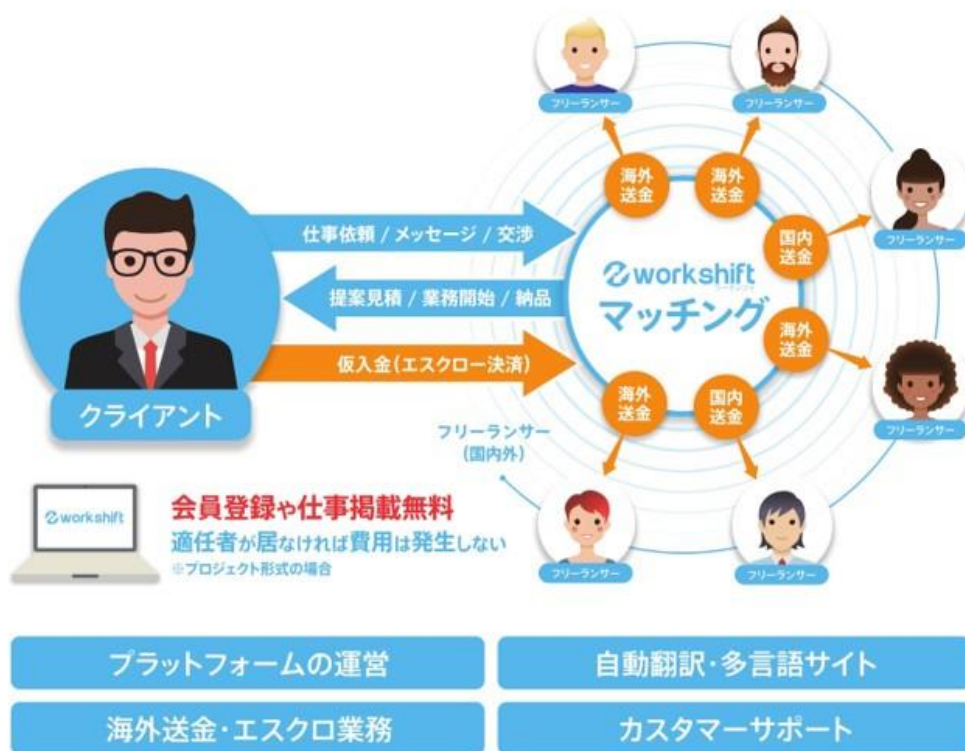 フリーランサー
フリーランサー
海外
送金
海外
送金
フリーランサー
国内
送金
仕事依頼 / メッセージ / 交渉
workshift
提案見積 / 業務開始 / 納品
マッチング
海外
送金
仮入金(エスクロー決済)
海外
送金
国内
送金
フリーランサー
クライアント
フリーランサー
(国内外)
workshift
会員登録や仕事掲載無料
適任者が居なければ費用は発生しない
※プロジェクト形式の場合
フリーランサー
フリーランサー
プラットフォームの運営
自動翻訳・多言語サイト
海外送金・エスクロ業務
カスタマーサポート